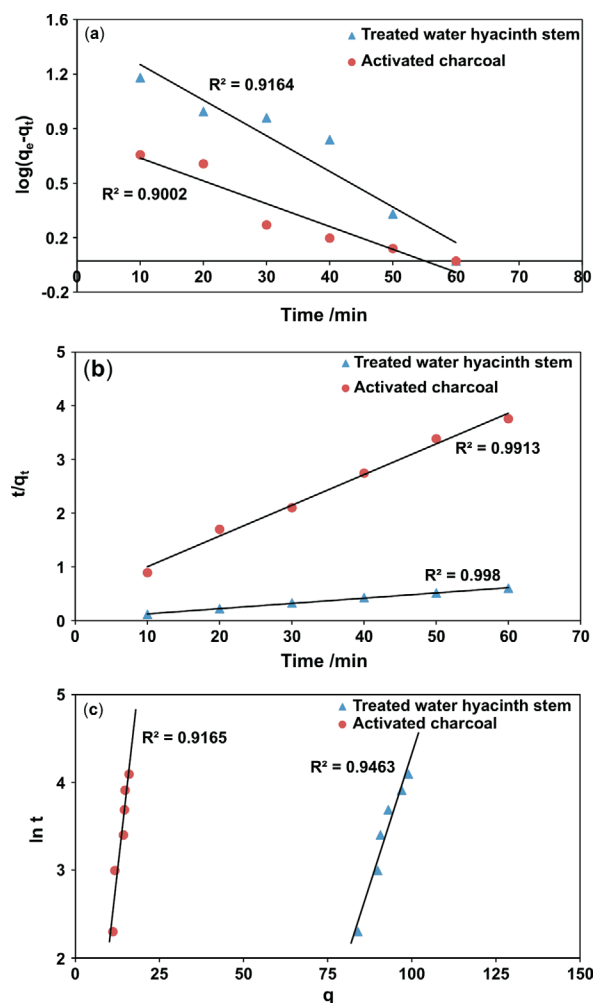 (a)
Treated water hyacinth stem
Activated charcoal
R² = 0.9164
R² = 0.9002
log(qₑ-qₜ)
1.2
0.9
0.5
0.2
-0.2
0 10 20 30 40 50 60 70 80
Time /min
(b)
Treated water hyacinth stem
Activated charcoal
R² = 0.9913
R² = 0.998
t/qₜ
5
4
3
2
1
0
0 10 20 30 40 50 60 70
Time /min
(c)
Treated water hyacinth stem
Activated charcoal
R² = 0.9165
R² = 0.9463
ln t
5
4
3
2
0 25 50 75 100 125 150
q